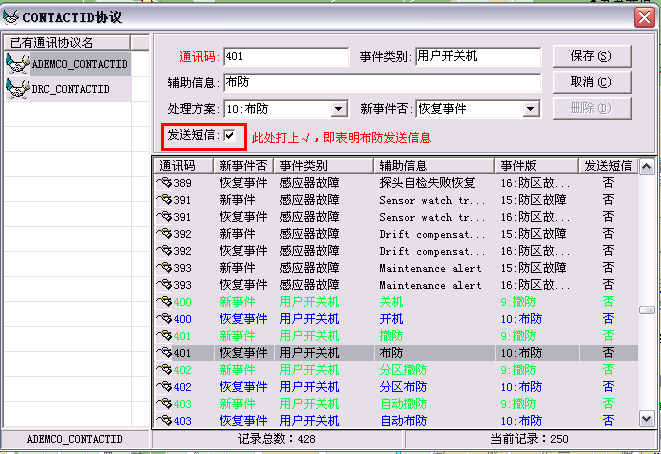 CONTACTID协议
已有通讯协议名
ADEMCO_CONTACTID
DRC_CONTACTID
通讯码: 401 事件类别: 用户开关机 保存(S)
辅助信息: 布防 取消(C)
处理方案: 10:布防 新事件否: 恢复事件 删除(D)
发送短信: 此处打上√,即表明布防发送信息
通讯码 新事件否 事件类别 辅助信息 事件版 发送短信
389 恢复事件 感应器故障 探头自检失败恢复 16:防区故... 否
391 新事件 感应器故障 Sensor watch tr... 15:防区故障 否
391 恢复事件 感应器故障 Sensor watch tr... 16:防区故... 否
392 新事件 感应器故障 Drift compensat... 15:防区故障 否
392 恢复事件 感应器故障 Drift compensat... 16:防区故... 否
393 新事件 感应器故障 Maintenance alert 15:防区故障 否
393 恢复事件 感应器故障 Maintenance alert 16:防区故... 否
400 新事件 用户开关机 关机 9:撤防 否
400 恢复事件 用户开关机 开机 10:布防 否
401 新事件 用户开关机 撤防 9:撤防 否
401 恢复事件 用户开关机 布防 10:布防 否
402 新事件 用户开关机 分区撤防 9:撤防 否
402 恢复事件 用户开关机 分区布防 10:布防 否
403 新事件 用户开关机 自动撤防 9:撤防 否
403 恢复事件 用户开关机 自动布防 10:布防 否
ADEMCO_CONTACTID 记录总数:428 当前记录:250